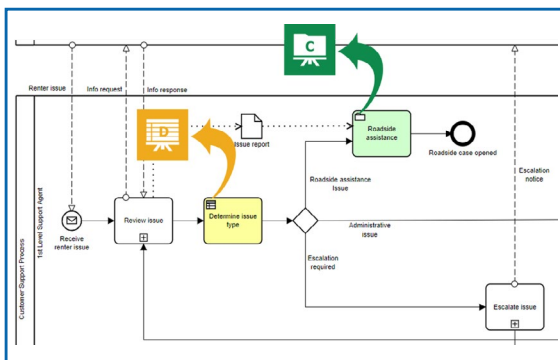 C
Renter issue
Info request
Info response
D
Issue report
Roadside
assistance
Roadside case opened
Escalation
notice
Roadside assistance
Issue
Customer Support Process
1st Level Support Agent
Receive
renter issue
Review issue
Determine issue
type
Administrative
issue
Escalation
required
Escalate issue